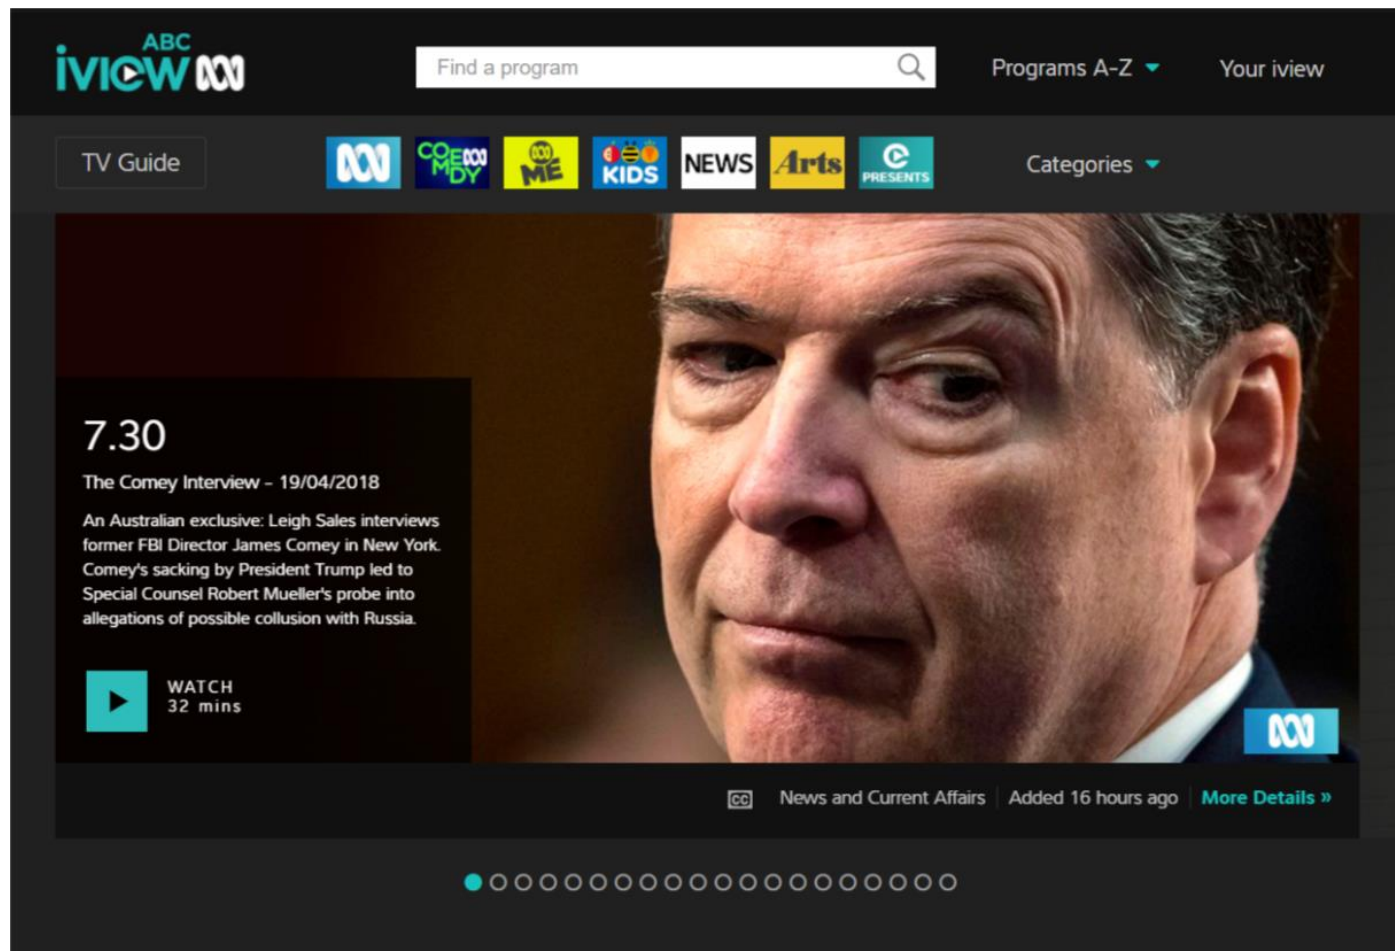 ABC
iview
Find a program
Programs A-Z
Your iview
TV Guide
COMEDY
ME
KIDS
NEWS
Arts
PRESENTS
Categories
7.30
The Comey Interview – 19/04/2018
An Australian exclusive: Leigh Sales interviews
former FBI Director James Comey in New York.
Comey's sacking by President Trump led to
Special Counsel Robert Mueller's probe into
allegations of possible collusion with Russia.
WATCH
32 mins
CC
News and Current Affairs
Added 16 hours ago
More Details »